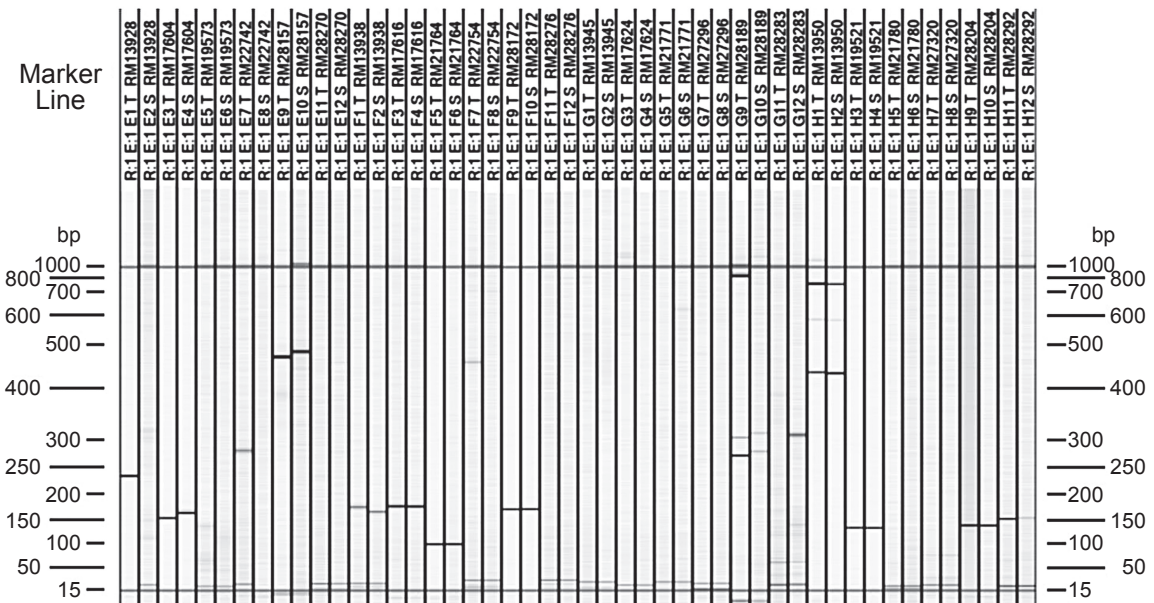 Marker
Line
R:1 E:1 E1 T RM13928
R:1 E:1 E2 S RM13928
R:1 E:1 E3 T RM17604
R:1 E:1 E4 S RM17604
R:1 E:1 E5 T RM19573
R:1 E:1 E6 S RM19573
R:1 E:1 E7 T RM22742
R:1 E:1 E8 S RM22742
R:1 E:1 E9 T RM28157
R:1 E:1 E10 S RM28157
R:1 E:1 E11 T RM28270
R:1 E:1 E12 S RM28270
R:1 E:1 F1 T RM13938
R:1 E:1 F2 S RM13938
R:1 E:1 F3 T RM17616
R:1 E:1 F4 S RM17616
R:1 E:1 F5 T RM21764
R:1 E:1 F6 S RM21764
R:1 E:1 F7 T RM22754
R:1 E:1 F8 S RM22754
R:1 E:1 F9 T RM28172
R:1 E:1 F10 S RM28172
R:1 E:1 F11 T RM28276
R:1 E:1 F12 S RM28276
R:1 E:1 G1 T RM13945
R:1 E:1 G2 S RM13945
R:1 E:1 G3 T RM17624
R:1 E:1 G4 S RM17624
R:1 E:1 G5 T RM21771
R:1 E:1 G6 S RM21771
R:1 E:1 G7 T RM27296
R:1 E:1 G8 S RM27296
R:1 E:1 G9 T RM28189
R:1 E:1 G10 S RM28189
R:1 E:1 G11 T RM28283
R:1 E:1 G12 S RM28283
R:1 E:1 H1 T RM13950
R:1 E:1 H2 S RM13950
R:1 E:1 H3 T RM19521
R:1 E:1 H4 S RM19521
R:1 E:1 H5 T RM21780
R:1 E:1 H6 S RM21780
R:1 E:1 H7 T RM27320
R:1 E:1 H8 S RM27320
R:1 E:1 H9 T RM28204
R:1 E:1 H10 S RM28204
R:1 E:1 H11 T RM28292
R:1 E:1 H12 S RM28292
bp
1000
800
700
600
500
400
300
250
200
150
100
50
15
bp
1000
800
700
600
500
400
300
250
200
150
100
50
15